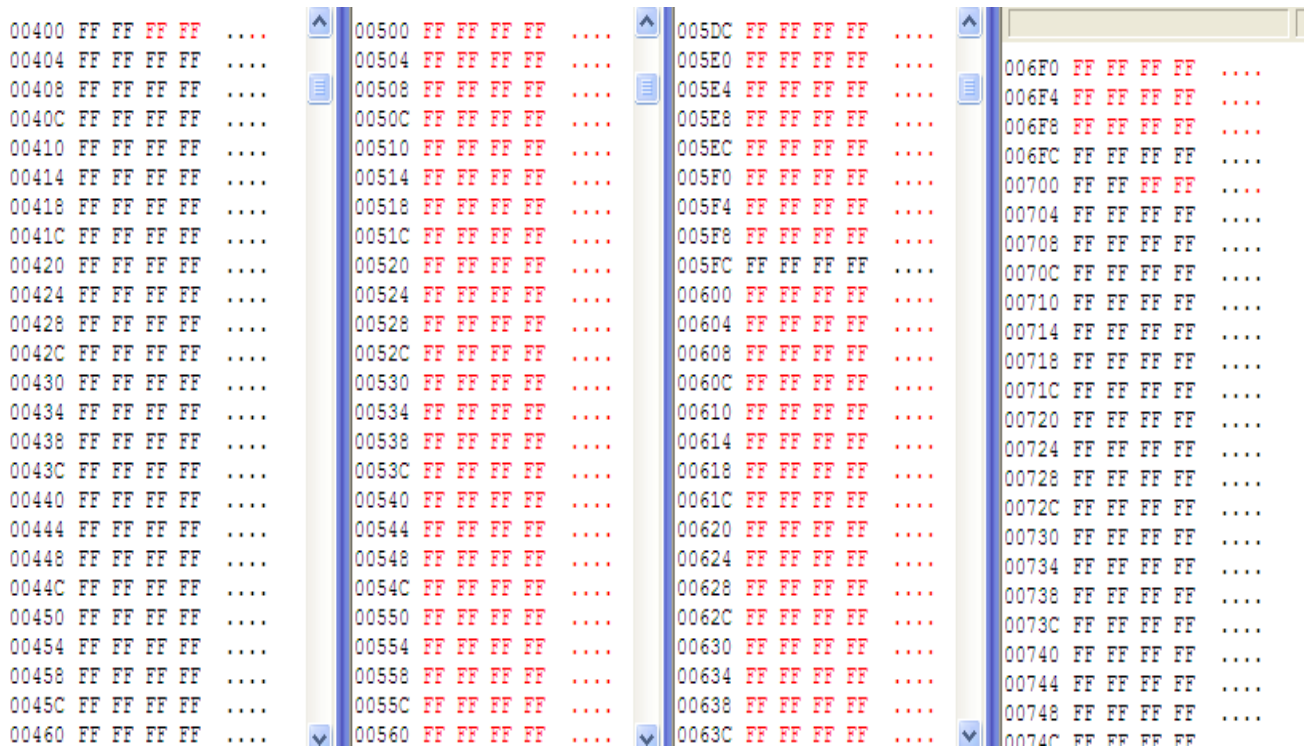 00400 FF FF FF FF ....
00404 FF FF FF FF ....
00408 FF FF FF FF ....
0040C FF FF FF FF ....
00410 FF FF FF FF ....
00414 FF FF FF FF ....
00418 FF FF FF FF ....
0041C FF FF FF FF ....
00420 FF FF FF FF ....
00424 FF FF FF FF ....
00428 FF FF FF FF ....
0042C FF FF FF FF ....
00430 FF FF FF FF ....
00434 FF FF FF FF ....
00438 FF FF FF FF ....
0043C FF FF FF FF ....
00440 FF FF FF FF ....
00444 FF FF FF FF ....
00448 FF FF FF FF ....
0044C FF FF FF FF ....
00450 FF FF FF FF ....
00454 FF FF FF FF ....
00458 FF FF FF FF ....
0045C FF FF FF FF ....
00460 FF FF FF FF ....
00500 FF FF FF FF ....
00504 FF FF FF FF ....
00508 FF FF FF FF ....
0050C FF FF FF FF ....
00510 FF FF FF FF ....
00514 FF FF FF FF ....
00518 FF FF FF FF ....
0051C FF FF FF FF ....
00520 FF FF FF FF ....
00524 FF FF FF FF ....
00528 FF FF FF FF ....
0052C FF FF FF FF ....
00530 FF FF FF FF ....
00534 FF FF FF FF ....
00538 FF FF FF FF ....
0053C FF FF FF FF ....
00540 FF FF FF FF ....
00544 FF FF FF FF ....
00548 FF FF FF FF ....
0054C FF FF FF FF ....
00550 FF FF FF FF ....
00554 FF FF FF FF ....
00558 FF FF FF FF ....
0055C FF FF FF FF ....
00560 FF FF FF FF ....
005DC FF FF FF FF ....
005E0 FF FF FF FF ....
005E4 FF FF FF FF ....
005E8 FF FF FF FF ....
005EC FF FF FF FF ....
005F0 FF FF FF FF ....
005F4 FF FF FF FF ....
005F8 FF FF FF FF ....
005FC FF FF FF FF ....
00600 FF FF FF FF ....
00604 FF FF FF FF ....
00608 FF FF FF FF ....
0060C FF FF FF FF ....
00610 FF FF FF FF ....
00614 FF FF FF FF ....
00618 FF FF FF FF ....
0061C FF FF FF FF ....
00620 FF FF FF FF ....
00624 FF FF FF FF ....
00628 FF FF FF FF ....
0062C FF FF FF FF ....
00630 FF FF FF FF ....
00634 FF FF FF FF ....
00638 FF FF FF FF ....
0063C FF FF FF FF ....
006F0 FF FF FF FF ....
006F4 FF FF FF FF ....
006F8 FF FF FF FF ....
006FC FF FF FF FF ....
00700 FF FF FF FF ....
00704 FF FF FF FF ....
00708 FF FF FF FF ....
0070C FF FF FF FF ....
00710 FF FF FF FF ....
00714 FF FF FF FF ....
00718 FF FF FF FF ....
0071C FF FF FF FF ....
00720 FF FF FF FF ....
00724 FF FF FF FF ....
00728 FF FF FF FF ....
0072C FF FF FF FF ....
00730 FF FF FF FF ....
00734 FF FF FF FF ....
00738 FF FF FF FF ....
0073C FF FF FF FF ....
00740 FF FF FF FF ....
00744 FF FF FF FF ....
00748 FF FF FF FF ....
0074C FF FF FF FF